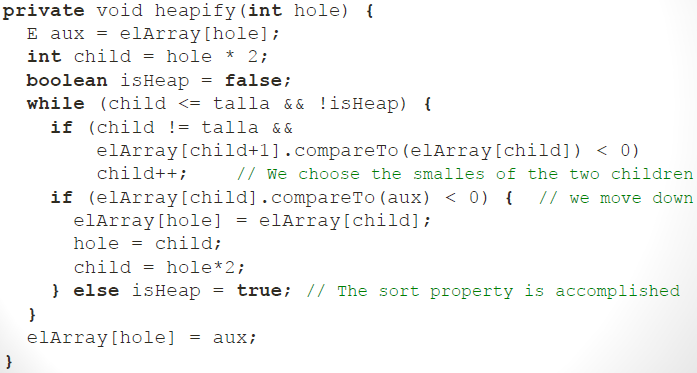 private void heapify(int hole) {
E aux = elArray[hole];
int child = hole * 2;
boolean isHeap = false;
while (child <= talla && !isHeap) {
if (child != talla &&
elArray[child+1].compareTo(elArray[child]) < 0)
child++; // We choose the smalles of the two children
if (elArray[child].compareTo(aux) < 0) { // we move down
elArray[hole] = elArray[child];
hole = child;
child = hole*2;
} else isHeap = true; // The sort property is accomplished
}
elArray[hole] = aux;
}